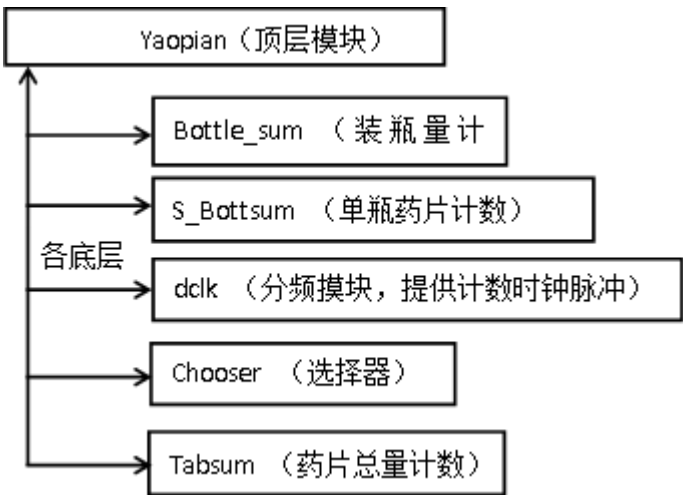 Yaopian（顶层模块）
Bottle_sum （装瓶量计
S_Bottsum （单瓶药片计数）
各底层
dclk （分频摸块，提供计数时钟脉冲）
Chooser （选择器）
Tabsum （药片总量计数）